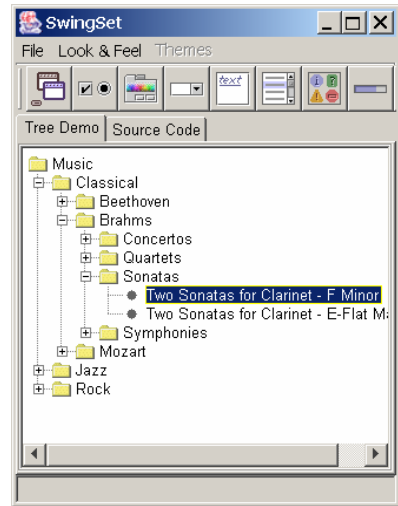 SwingSet
File Look & Feel Themes
text
Tree Demo Source Code
Music
Classical
Beethoven
Brahms
Concertos
Quartets
Sonatas
Two Sonatas for Clarinet - F Minor
Two Sonatas for Clarinet - E-Flat Ma
Symphonies
Mozart
Jazz
Rock